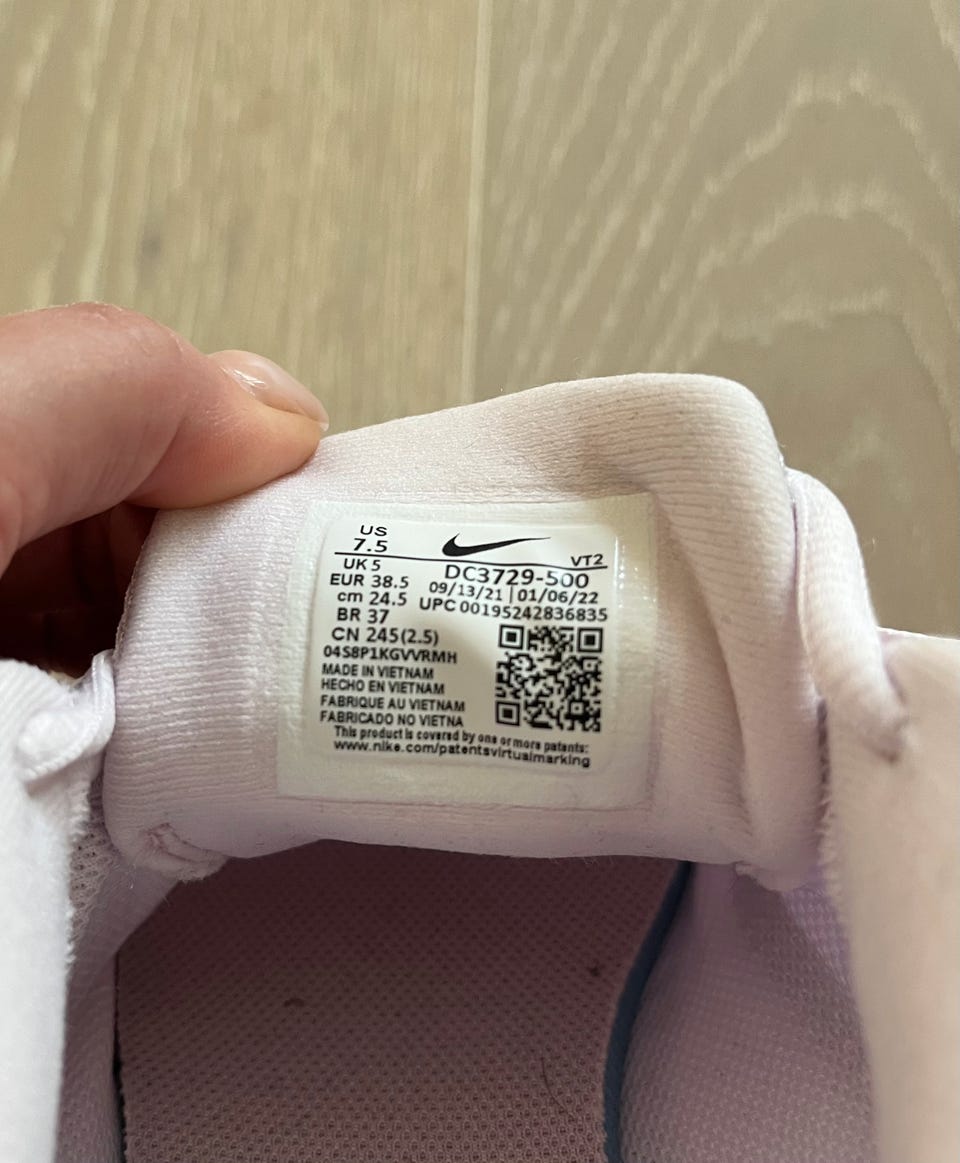 US
7.5
VT2
UK 5
DC3729-500
EUR 38.5
09/13/21 | 01/06/22
cm 24.5
UPC 00195242836835
BR 37
CN 245(2.5)
04S8P1KGVVRMH
MADE IN VIETNAM
HECHO EN VIETNAM
FABRIQUE AU VIETNAM
FABRICADO NO VIETNA
This product is covered by one or more patents:
www.nike.com/patentsvirtualmarking